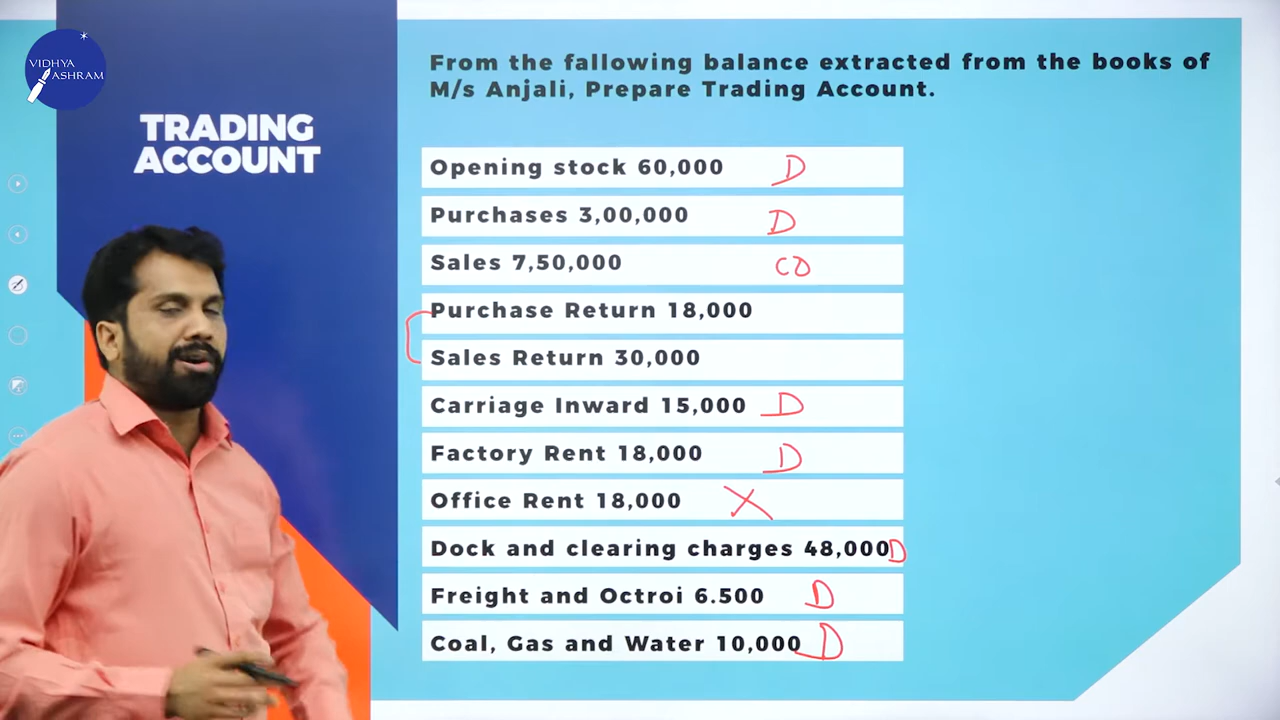 VIDHYA
ASHRAM
TRADING
ACCOUNT
From the fallowing balance extracted from the books of
M/s Anjali, Prepare Trading Account.
Opening stock 60,000 D
Purchases 3,00,000 D
Sales 7,50,000
Purchase Return 18,000
Sales Return 30,000
Carriage Inward 15,000 D
Factory Rent 18,000 D
Office Rent 18,000 X
Dock and clearing charges 48,000 D
Freight and Octroi 6.500 D
Coal, Gas and Water 10,000 D